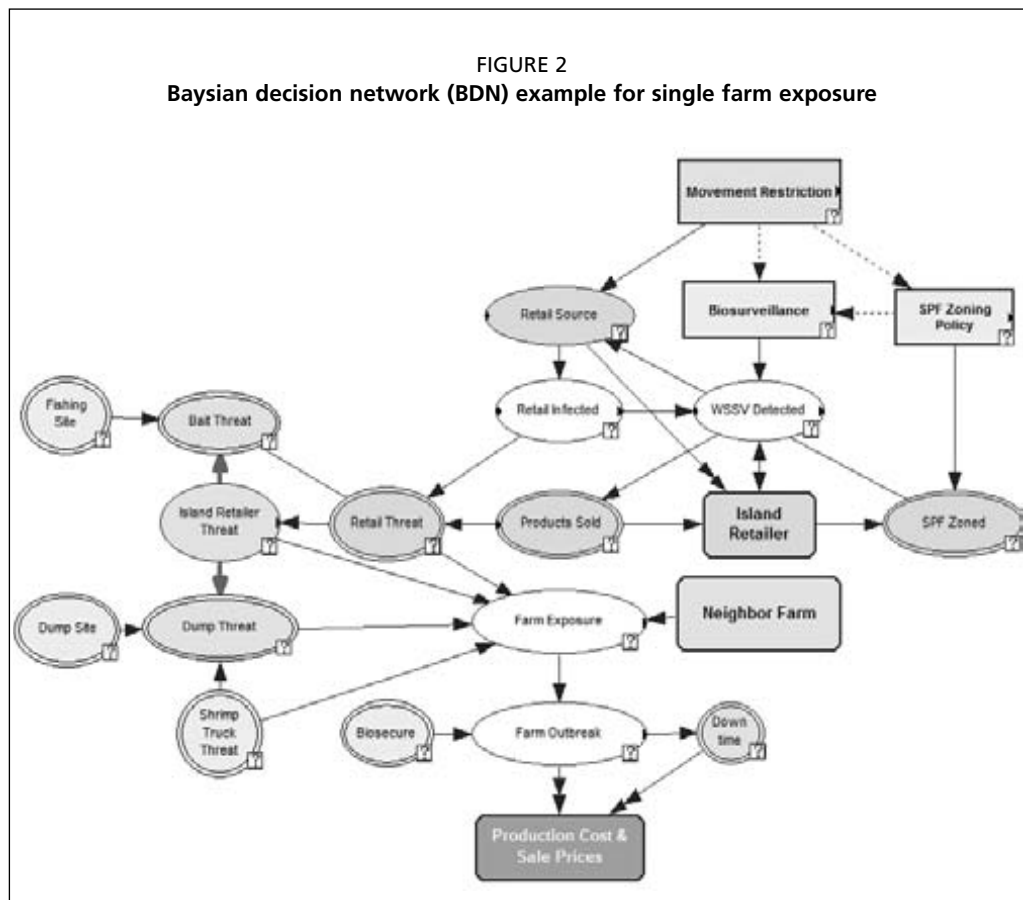 FIGURE 2
Baysian decision network (BDN) example for single farm exposure
Movement Restriction
?
Retail Source
?
Biosurveillance
?
SPF Zoning
Policy
?
Fishing
Site
?
Bait Threat
?
Retail Infected
?
WSSV Detected
?
Island Retailer
Threat
?
Retail Threat
?
Products Sold
?
Island
Retailer
SPF Zoned
?
Dump Site
?
Dump Threat
?
Farm Exposure
?
Neighbor Farm
Shrimp
Truck
Threat
?
Biosecure
?
Farm Outbreak
?
Down
time
?
Production Cost &
Sale Prices